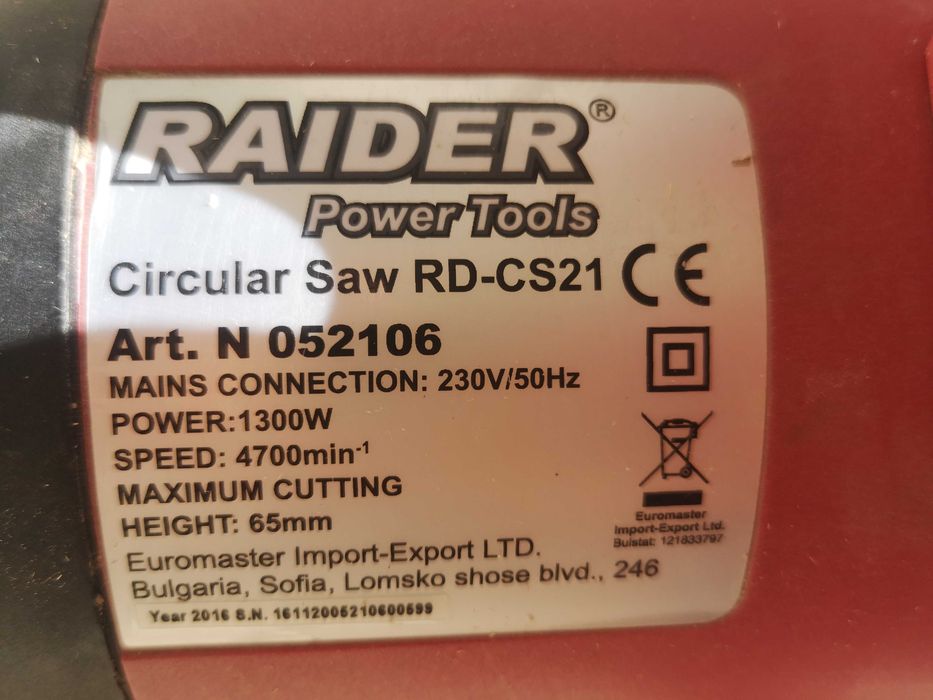 RAIDER®
Power Tools
Circular Saw RD-CS21 CE
Art. N 052106
MAINS CONNECTION: 230V/50Hz
POWER:1300W
SPEED: 4700min-1
MAXIMUM CUTTING
HEIGHT: 65mm
Euromaster
Import-Export Ltd.
Bulstat: 121833797
Euromaster Import-Export LTD.
Bulgaria, Sofia, Lomsko shose blvd., 246
Year 2016 S.N. 16112005210600599